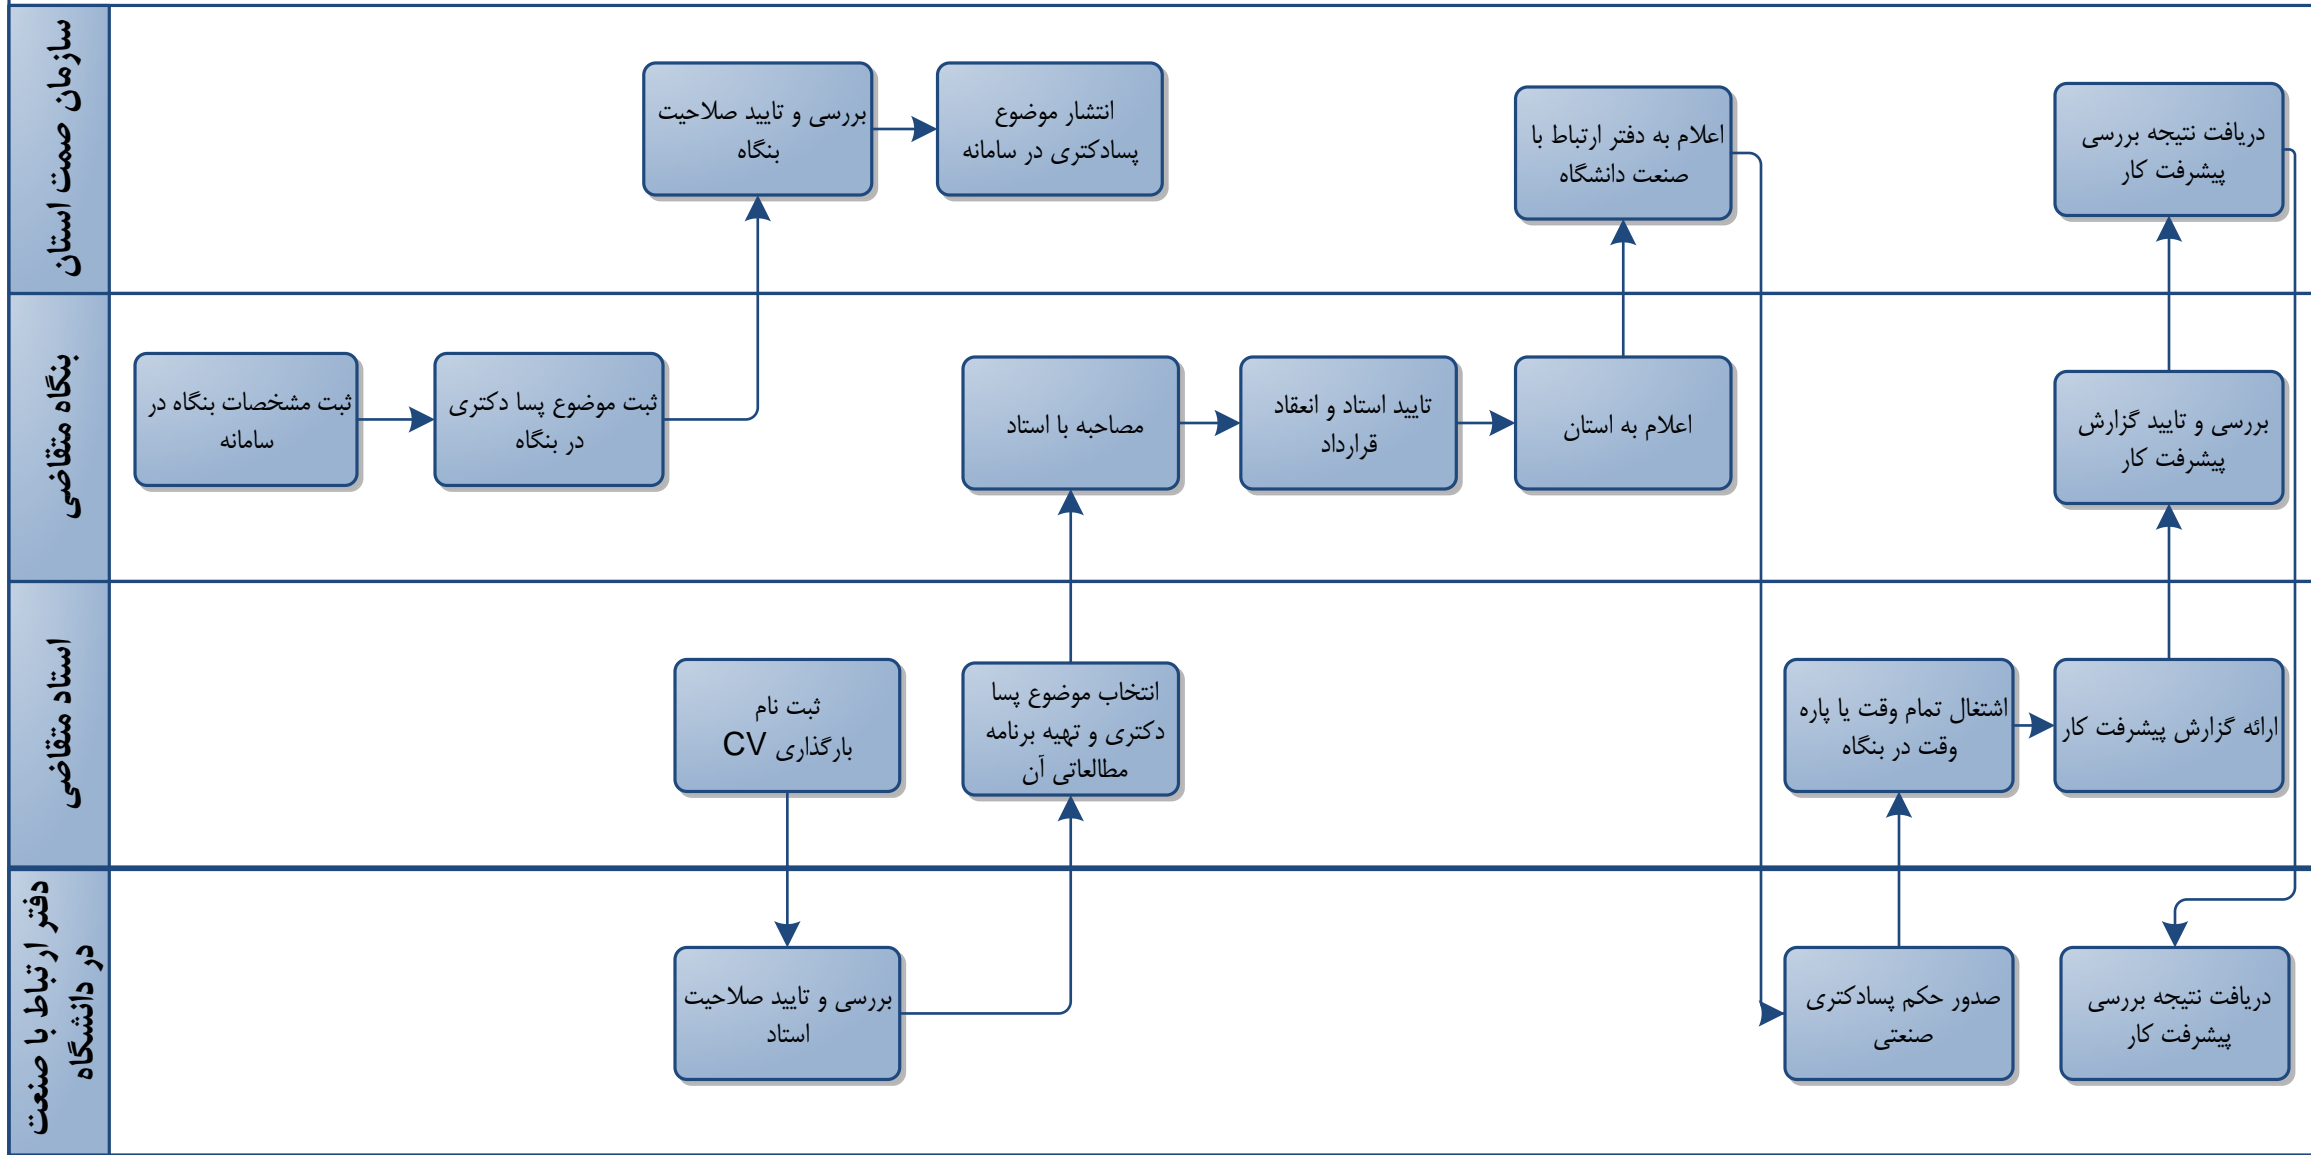 سازمان صمت استان
بررسی و تایید صلاحیت
بنگاه
انتشار موضوع
پسادکتری در سامانه
اعلام به دفتر ارتباط با
صنعت دانشگاه
دریافت نتیجه بررسی
پیشرفت کار
بنگاه متقاضی
ثبت مشخصات بنگاه در
سامانه
ثبت موضوع پسا دکتری
در بنگاه
مصاحبه با استاد
تایید استاد و انعقاد
قرارداد
اعلام به استان
بررسی و تایید گزارش
پیشرفت کار
استاد متقاضی
ثبت نام
بارگذاری CV
انتخاب موضوع پسا
دکتری و تهیه برنامه
مطالعاتی آن
اشتغال تمام وقت یا پاره
وقت در بنگاه
ارائه گزارش پیشرفت کار
دفتر ارتباط با صنعت
در دانشگاه
بررسی و تایید صلاحیت
استاد
صدور حکم پسادکتری
صنعتی
دریافت نتیجه بررسی
پیشرفت کار